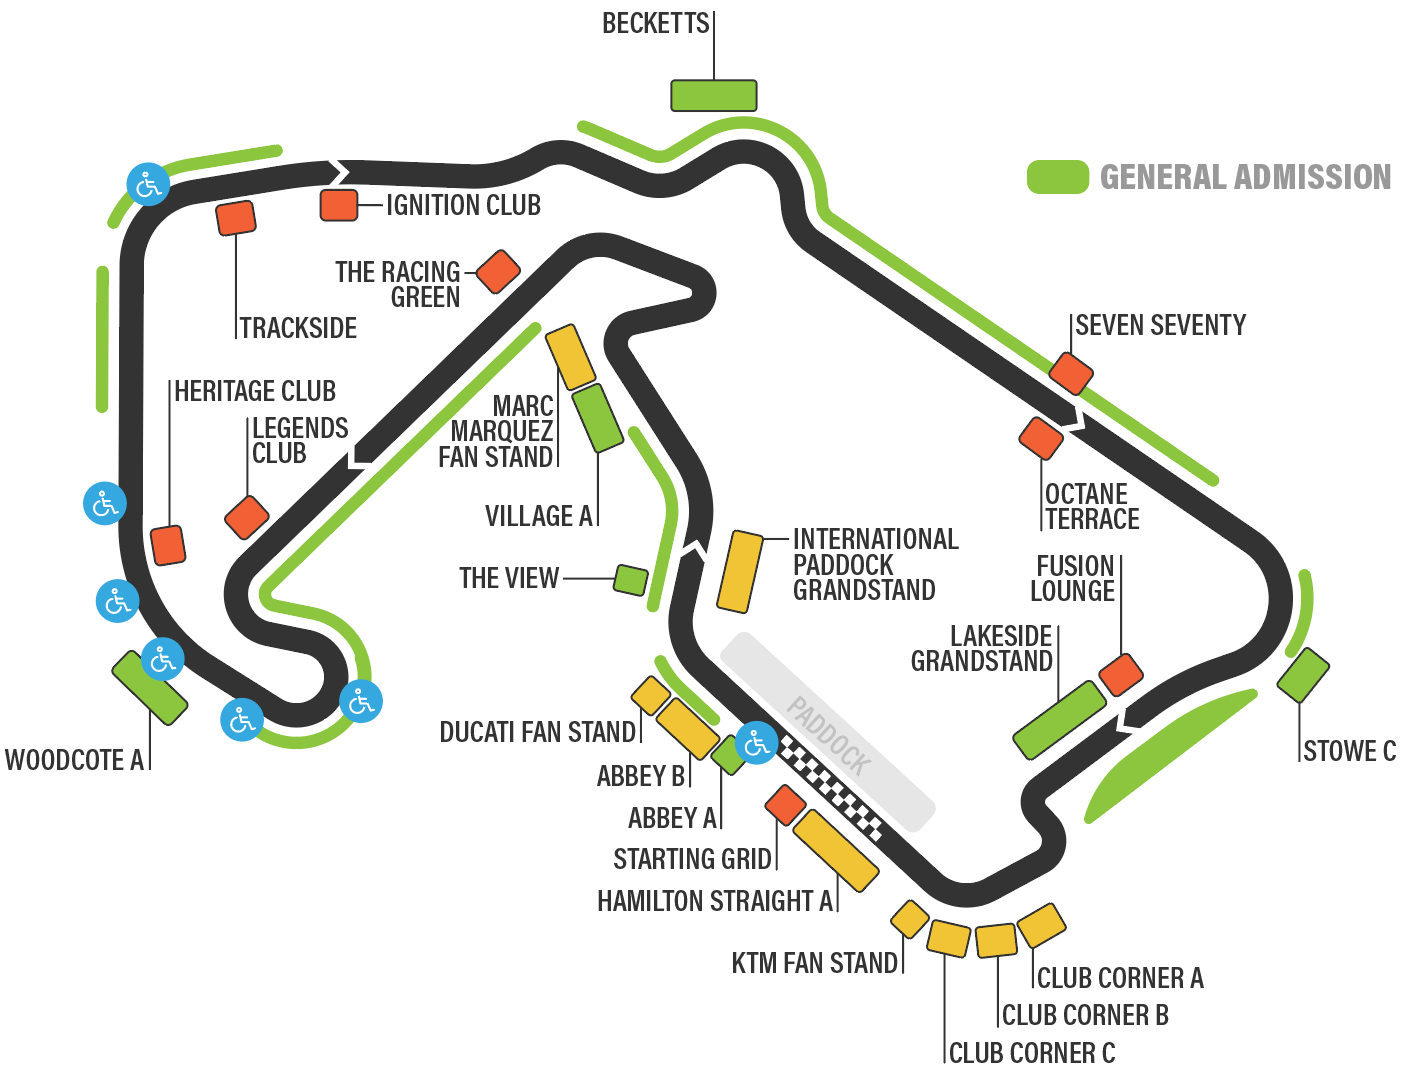 BECKETTS
GENERAL ADMISSION
IGNITION CLUB
THE RACING
GREEN
TRACKSIDE
SEVEN SEVENTY
HERITAGE CLUB
LEGENDS
CLUB
MARC
MARQUEZ
FAN STAND
VILLAGE A
OCTANE
TERRACE
INTERNATIONAL
PADDOCK
GRANDSTAND
THE VIEW
FUSION
LOUNGE
LAKESIDE
GRANDSTAND
PADDOCK
DUCATI FAN STAND
WOODCOTE A
STOWE C
ABBEY B
ABBEY A
STARTING GRID
HAMILTON STRAIGHT A
KTM FAN STAND
CLUB CORNER A
CLUB CORNER B
CLUB CORNER C